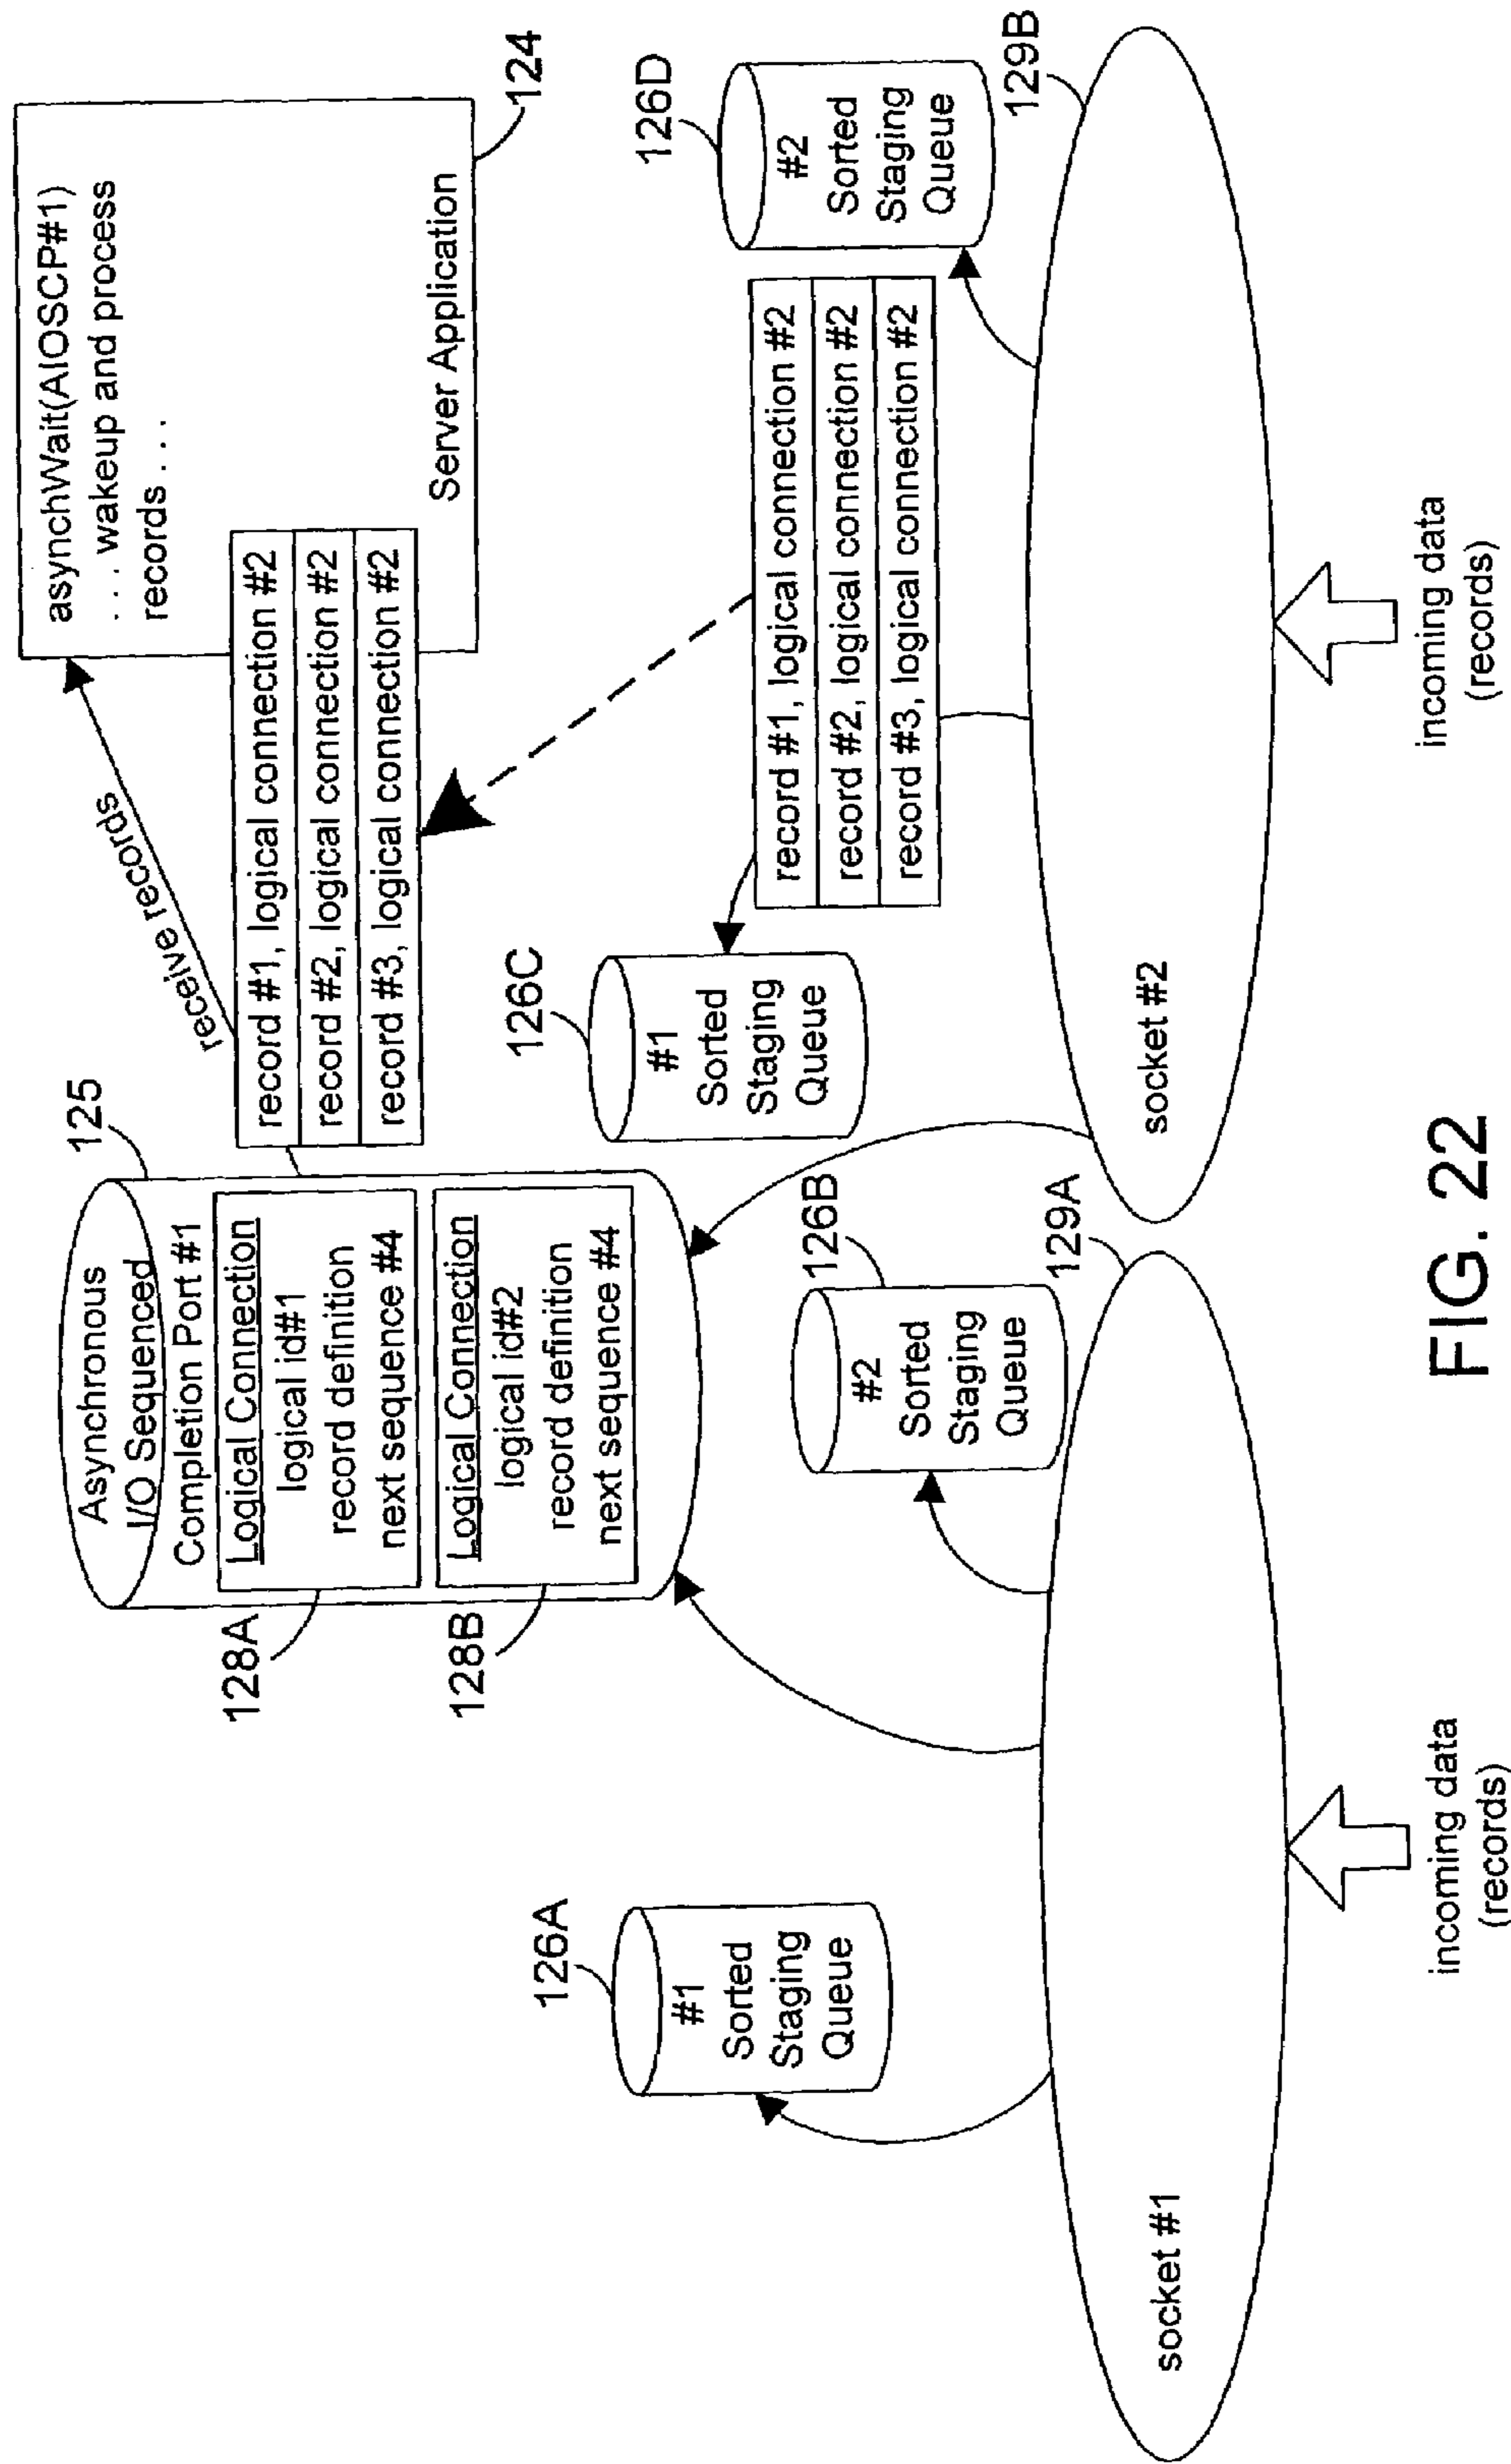 Asynchronous
I/O Sequenced
Completion Port #1
Logical Connection
logical id#1
record definition
next sequence #4
Logical Connection
logical id#2
record definition
next sequence #4
125
128A
128B
receive records
asynchWait(AIOSCP#1)
. . . wakeup and process
records . . .
Server Application
124
record #1, logical connection #2
record #2, logical connection #2
record #3, logical connection #2
126A
#1
Sorted
Staging
Queue
126B
#2
Sorted
Staging
Queue
126C
#1
Sorted
Staging
Queue
record #1, logical connection #2
record #2, logical connection #2
record #3, logical connection #2
126D
#2
Sorted
Staging
Queue
129A
socket #1
129B
socket #2
incoming data
(records)
incoming data
(records)
FIG. 22